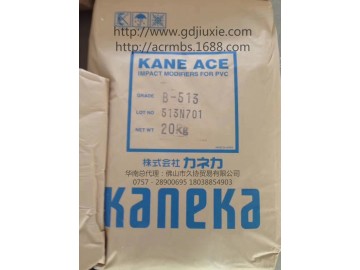 http://www.gdjiuxie.com
http://acrmbs.1688.com
KANE ACE
IMPACT MODIFIERS FOR PVC
GRADE B-513
LOT NO 513N701
NET WT 20Kg
株式会社 カネカ
华南总代理：佛山市久协贸易有限公司
0757 - 28900695 18038854903
Kaneka